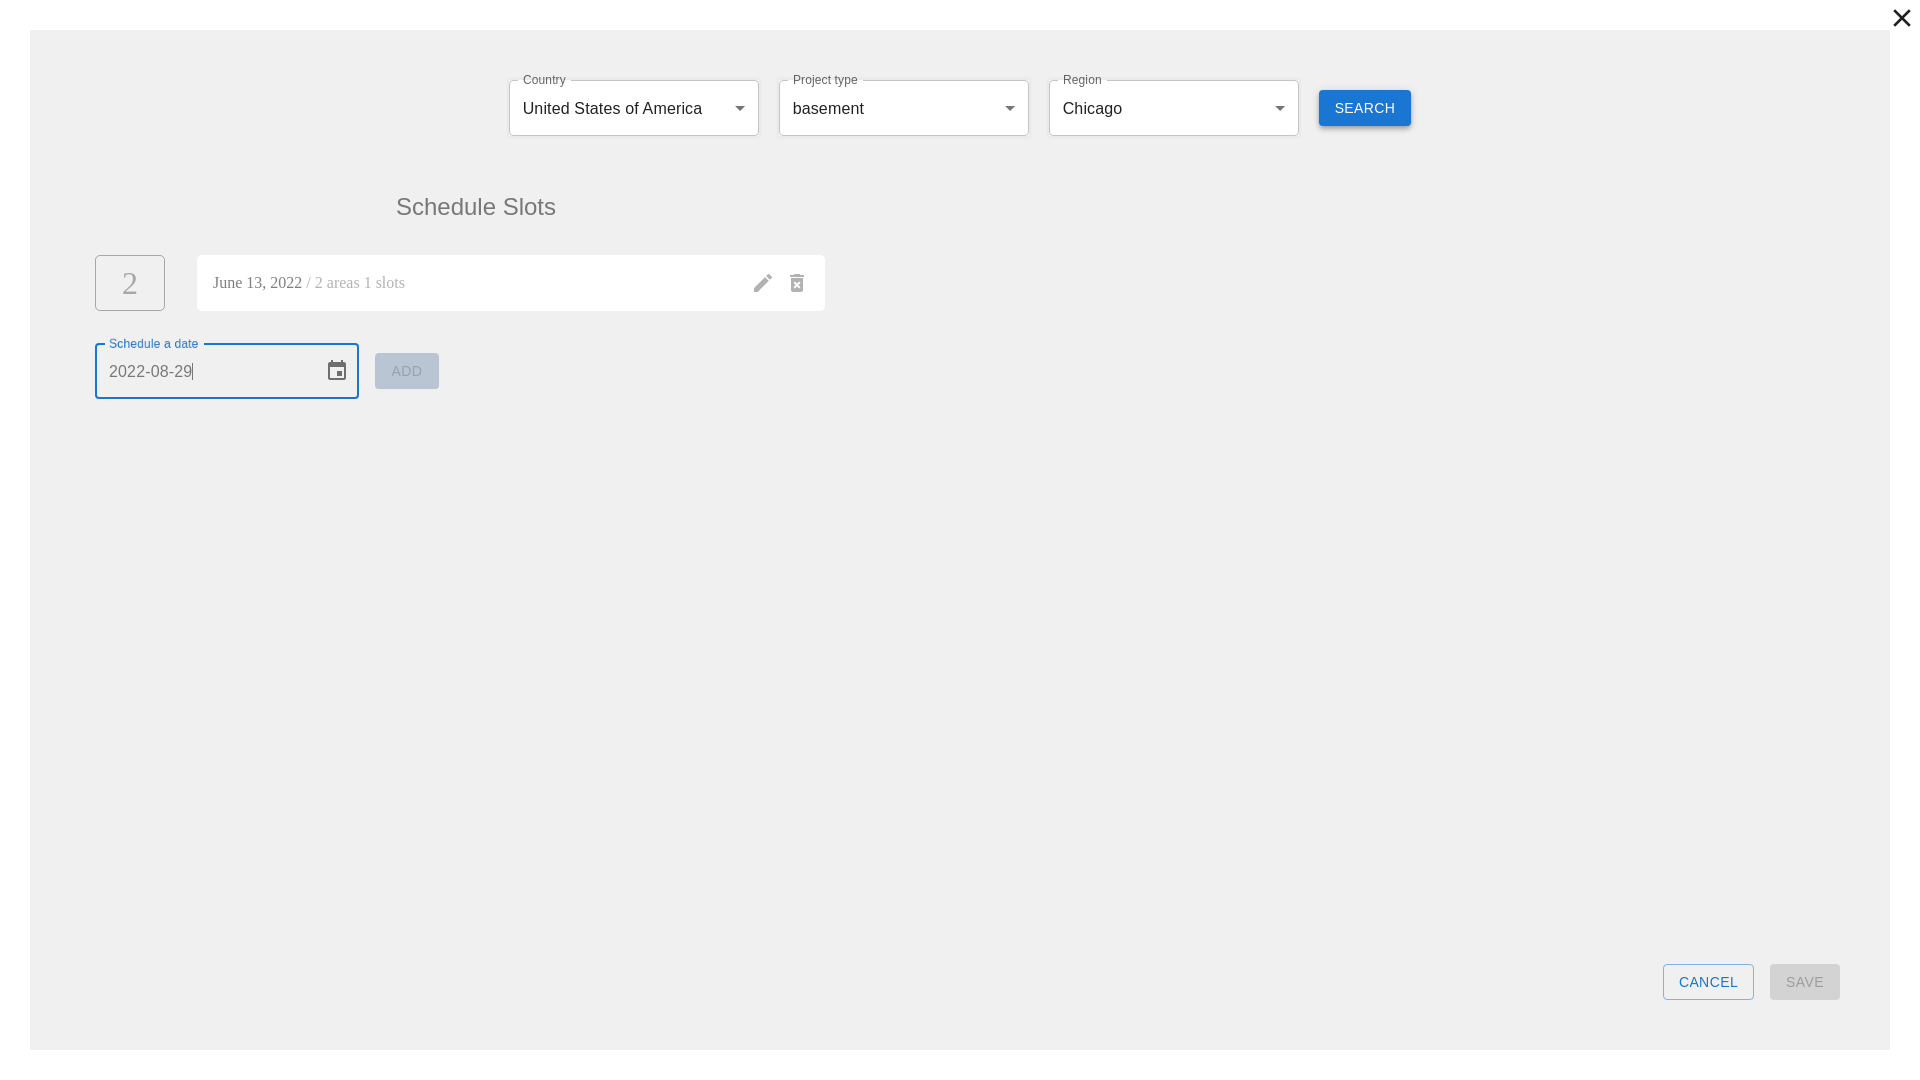 Country
United States of America
Project type
basement
Region
Chicago
SEARCH
Schedule Slots
2
June 13, 2022 / 2 areas 1 slots
Schedule a date
2022-08-29
ADD
CANCEL
SAVE